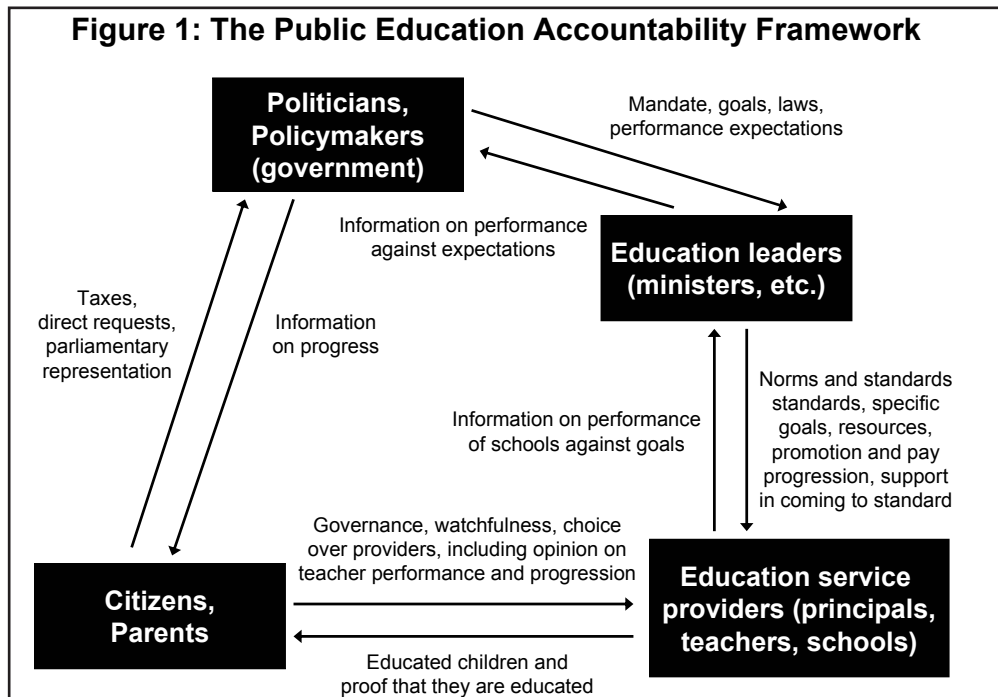 Figure 1: The Public Education Accountability Framework
Politicians,
Policymakers
(government)
Mandate, goals, laws,
performance expectations
Information on performance
against expectations
Education leaders
(ministers, etc.)
Taxes,
direct requests,
parliamentary
representation
Information
on progress
Information on performance
of schools against goals
Norms and standards
standards, specific
goals, resources,
promotion and pay
progression, support
in coming to standard
Governance, watchfulness, choice
over providers, including opinion on
teacher performance and progression
Citizens,
Parents
Education service
providers (principals,
teachers, schools)
Educated children and
proof that they are educated